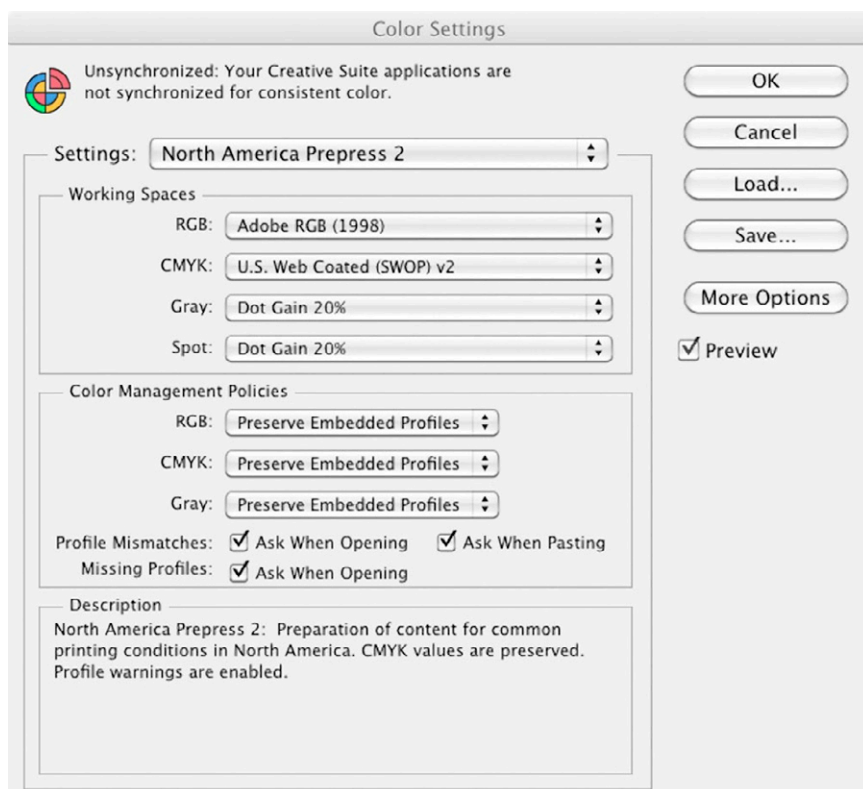 Color Settings
Unsynchronized: Your Creative Suite applications are
not synchronized for consistent color.
OK
Cancel
Load...
Save...
More Options
Preview
Settings: North America Prepress 2
Working Spaces
RGB: Adobe RGB (1998)
CMYK: U.S. Web Coated (SWOP) v2
Gray: Dot Gain 20%
Spot: Dot Gain 20%
Color Management Policies
RGB: Preserve Embedded Profiles
CMYK: Preserve Embedded Profiles
Gray: Preserve Embedded Profiles
Profile Mismatches: Ask When Opening Ask When Pasting
Missing Profiles: Ask When Opening
Description
North America Prepress 2: Preparation of content for common
printing conditions in North America. CMYK values are preserved.
Profile warnings are enabled.